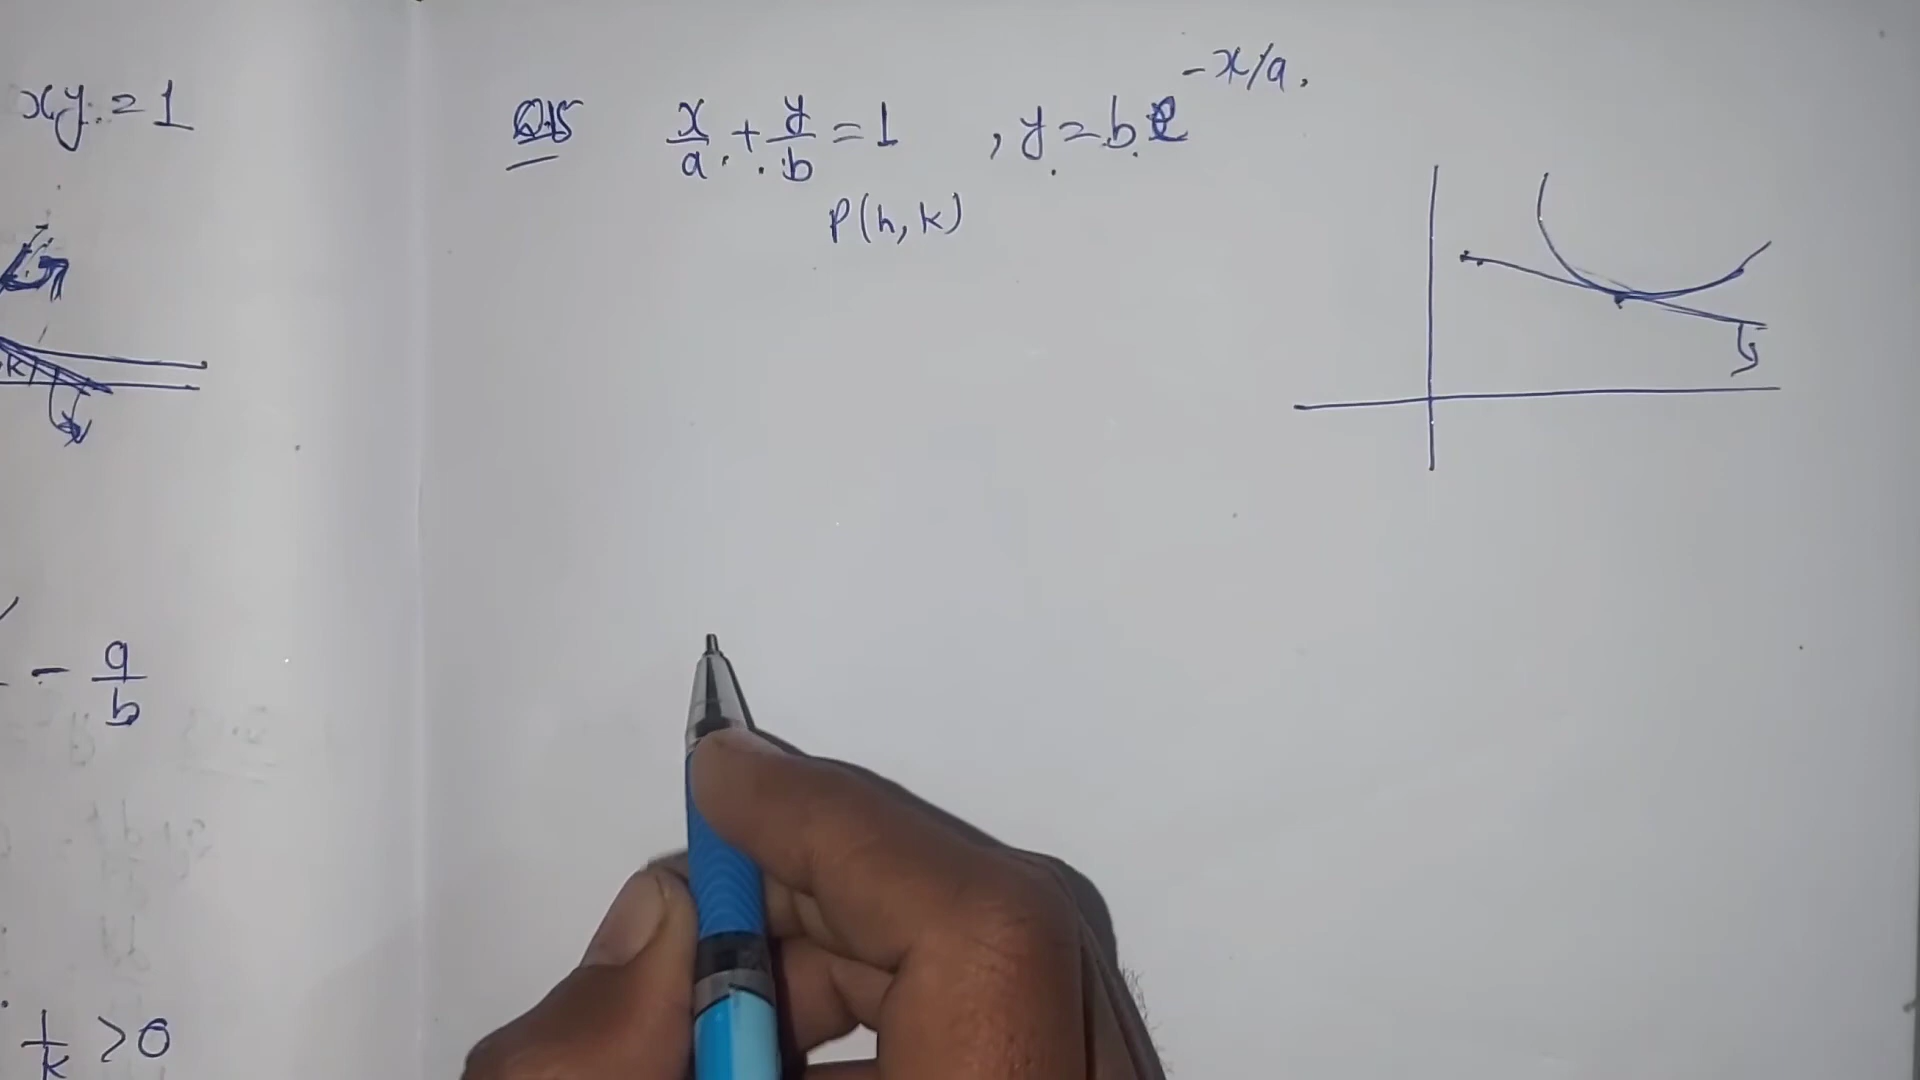 xy = 1
k)
- a/b
1/k > 0
Q15 x/a + y/b = 1 , y = b e^{-x/a}.
P(h, k)